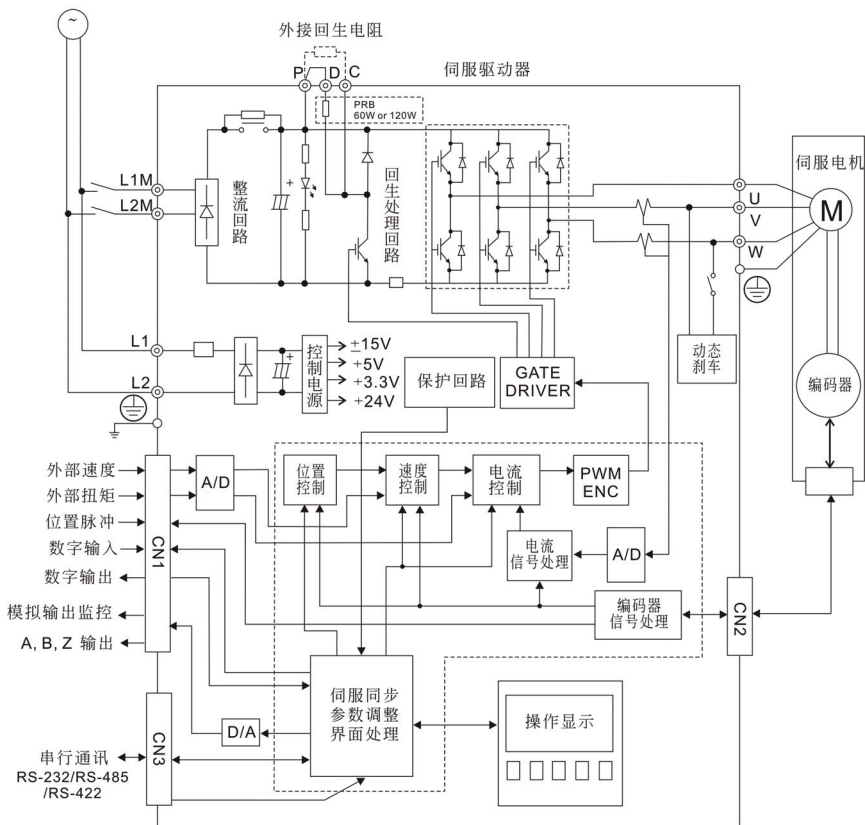 ~
外接回生电阻
P D C
伺服驱动器
PRB
60W or 120W
伺服电机
L1M
L2M
整流回路
回生处理回路
U
V
W
M
L1
L2
控制电源
±15V
+5V
+3.3V
+24V
保护回路
GATE
DRIVER
动态
刹车
编码器
外部速度
外部扭矩
位置脉冲
数字输入
数字输出
模拟输出监控
A, B, Z 输出
CN1
A/D
位置
控制
速度
控制
电流
控制
PWM
ENC
电流
信号处理
A/D
编码器
信号处理
CN2
伺服同步
参数调整
界面处理
D/A
操作显示
CN3
串行通讯
RS-232/RS-485
/RS-422